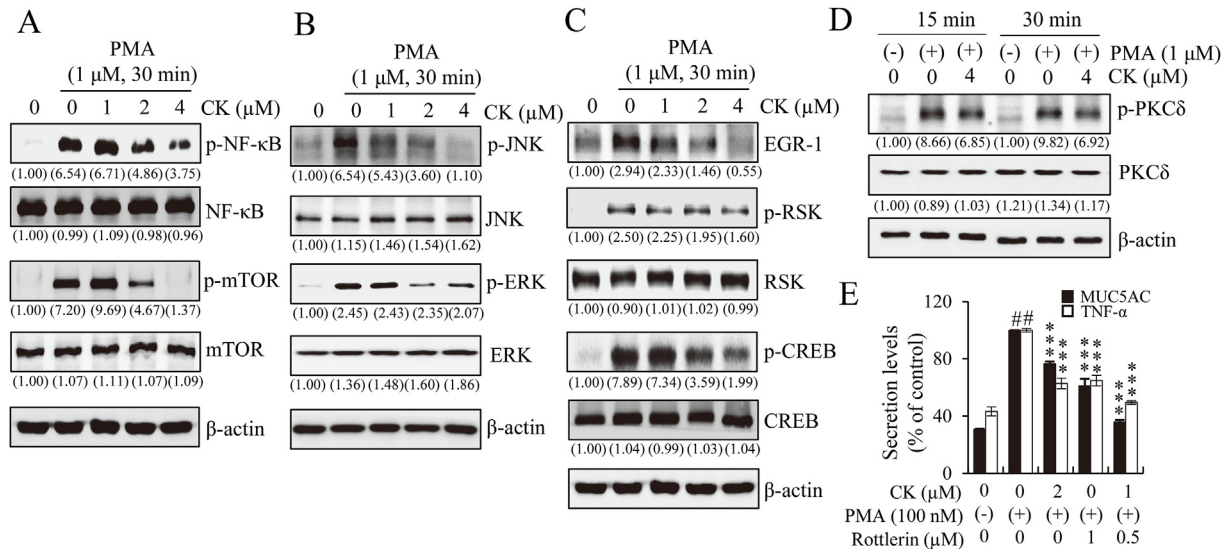 A
PMA
(1 μM, 30 min)
0 0 1 2 4 CK (μM)
p-NF-κB
(1.00) (6.54) (6.71) (4.86) (3.75)
NF-κB
(1.00) (0.99) (1.09) (0.98) (0.96)
p-mTOR
(1.00) (7.20) (9.69) (4.67) (1.37)
mTOR
(1.00) (1.07) (1.11) (1.07) (1.09)
β-actin
B
PMA
(1 μM, 30 min)
0 0 1 2 4 CK (μM)
p-JNK
(1.00) (6.54) (5.43) (3.60) (1.10)
JNK
(1.00) (1.15) (1.46) (1.54) (1.62)
p-ERK
(1.00) (2.45) (2.43) (2.35) (2.07)
ERK
(1.00) (1.36) (1.48) (1.60) (1.86)
β-actin
C
PMA
(1 μM, 30 min)
0 0 1 2 4 CK (μM)
EGR-1
(1.00) (2.94) (2.33) (1.46) (0.55)
p-RSK
(1.00) (2.50) (2.25) (1.95) (1.60)
RSK
(1.00) (0.90) (1.01) (1.02) (0.99)
p-CREB
(1.00) (7.89) (7.34) (3.59) (1.99)
CREB
(1.00) (1.04) (0.99) (1.03) (1.04)
β-actin
D
15 min 30 min
(-) (+) (+) (-) (+) (+) PMA (1 μM)
0 0 4 0 0 4 CK (μM)
p-PKCδ
(1.00) (8.66) (6.85) (1.00) (9.82) (6.92)
PKCδ
(1.00) (0.89) (1.03) (1.21) (1.34) (1.17)
β-actin
E
MUC5AC
TNF-α
Secretion levels
(% of control)
120
80
40
0
# #
*** *** *** *** *** ***
CK (μM) 0 0 2 0 1
PMA (100 nM) (-) (+) (+) (+) (+)
Rottlerin (μM) 0 0 0 1 0.5